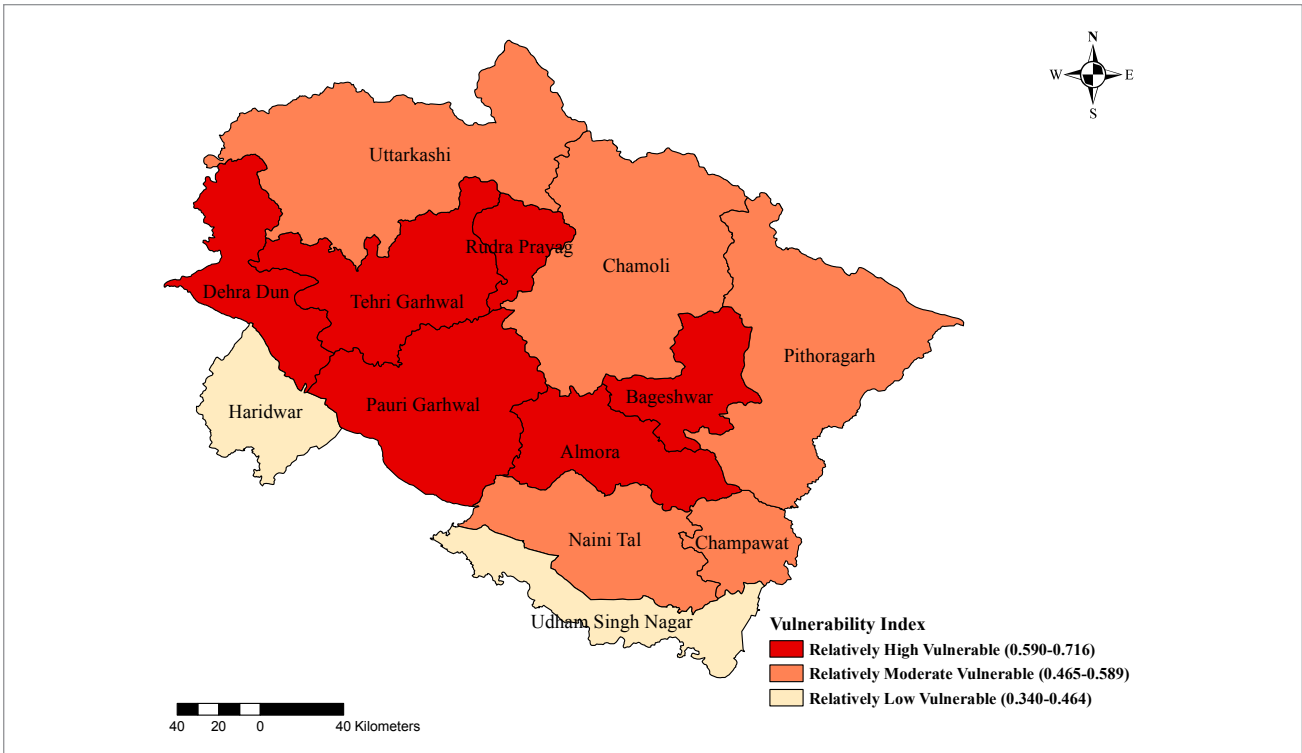 N
W E
S
Uttarkashi
Rudra Prayag
Chamoli
Dehra Dun
Tehri Garhwal
Pithoragarh
Haridwar
Pauri Garhwal
Bageshwar
Almora
Naini Tal
Champawat
Udham Singh Nagar
Vulnerability Index
Relatively High Vulnerable (0.590-0.716)
Relatively Moderate Vulnerable (0.465-0.589)
Relatively Low Vulnerable (0.340-0.464)
40 20 0 40 Kilometers